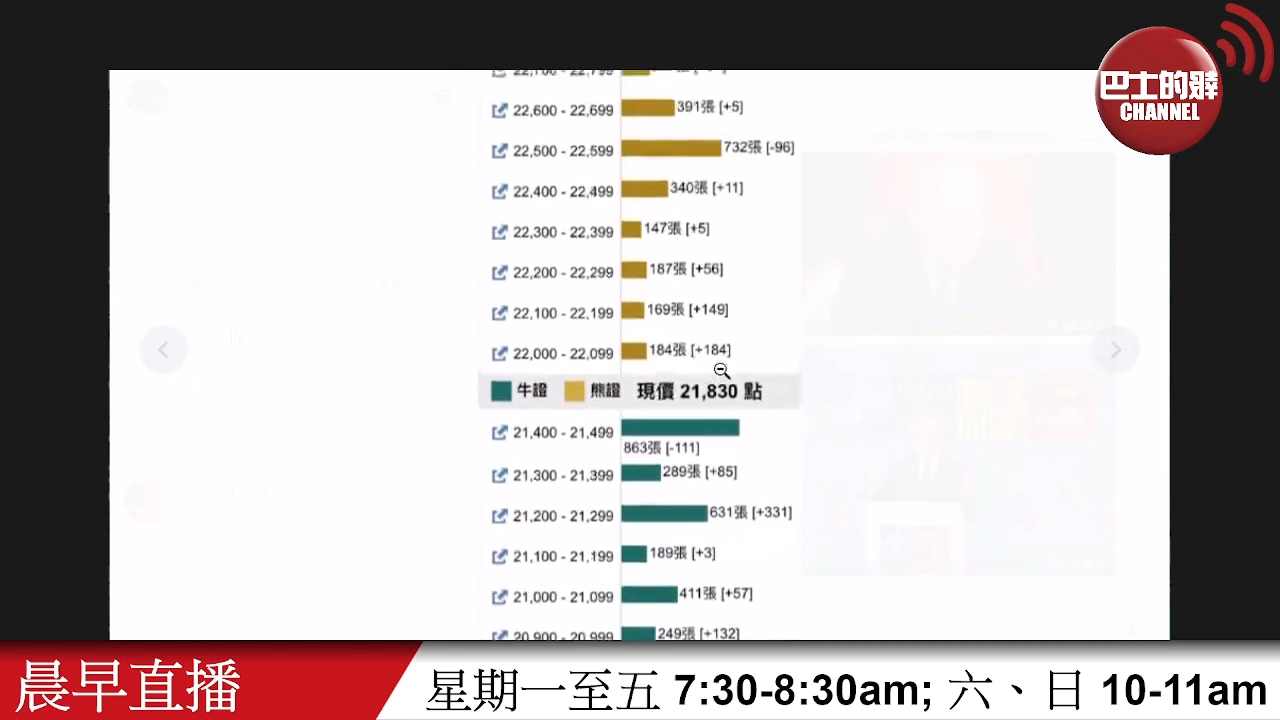 巴士的報
CHANNEL
22,600 - 22,699 391張 [+5]
22,500 - 22,599 732張 [-96]
22,400 - 22,499 340張 [+11]
22,300 - 22,399 147張 [+5]
22,200 - 22,299 187張 [+56]
22,100 - 22,199 169張 [+149]
22,000 - 22,099 184張 [+184]
牛證 熊證 現價 21,830 點
21,400 - 21,499
863張 [-111]
21,300 - 21,399 289張 [+85]
21,200 - 21,299 631張 [+331]
21,100 - 21,199 189張 [+3]
21,000 - 21,099 411張 [+57]
20,900 - 20,999 249張 [+132]
晨早直播
星期一至五 7:30-8:30am; 六、日 10-11am